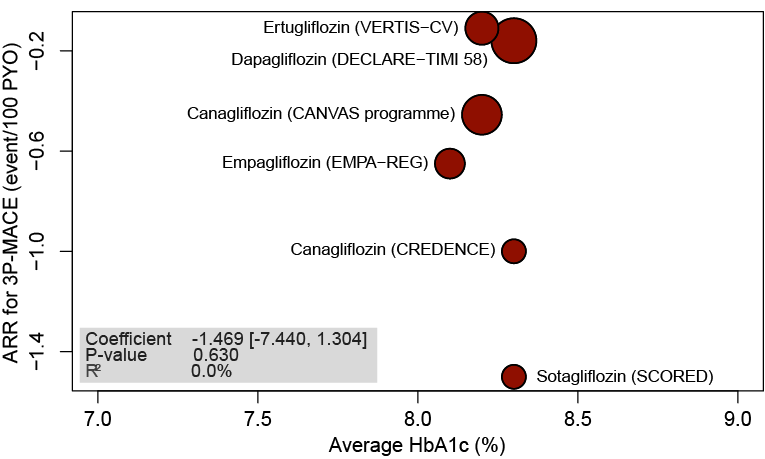 Ertugliflozin (VERTIS−CV)
Dapagliflozin (DECLARE−TIMI 58)
Canagliflozin (CANVAS programme)
Empagliflozin (EMPA−REG)
Canagliflozin (CREDENCE)
Sotagliflozin (SCORED)
Coefficient -1.469 [-7.440, 1.304]
P-value 0.630
R² 0.0%
ARR for 3P-MACE (event/100 PYO)
−0.2
−0.6
−1.0
−1.4
7.0 7.5 8.0 8.5 9.0
Average HbA1c (%)